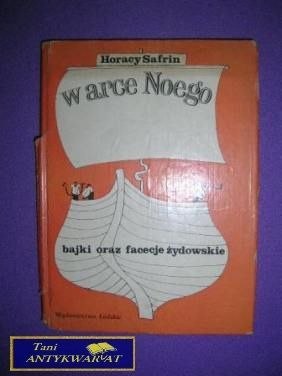 Horacy Safrin
w arce Noego
bajki oraz facecje żydowskie
Wydawnictwo Łódzkie
Tani
ANTYKWARIAT